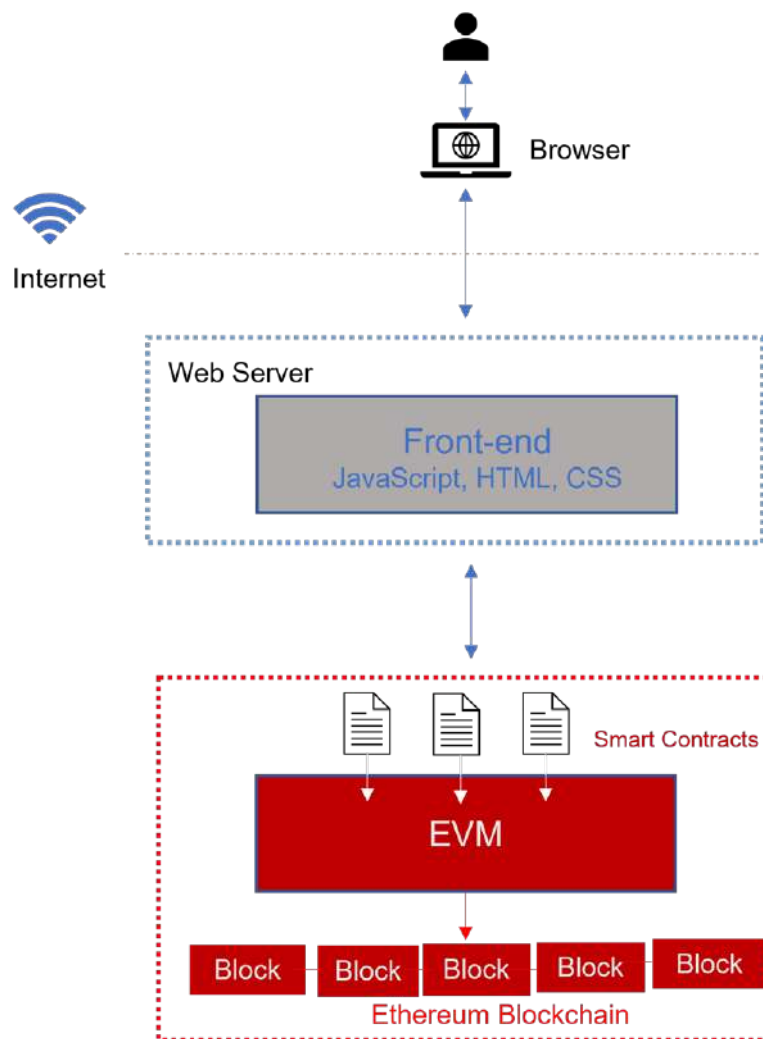 Browser
Internet
Web Server
Front-end
JavaScript, HTML, CSS
Smart Contracts
EVM
Block
Block
Block
Block
Block
Ethereum Blockchain